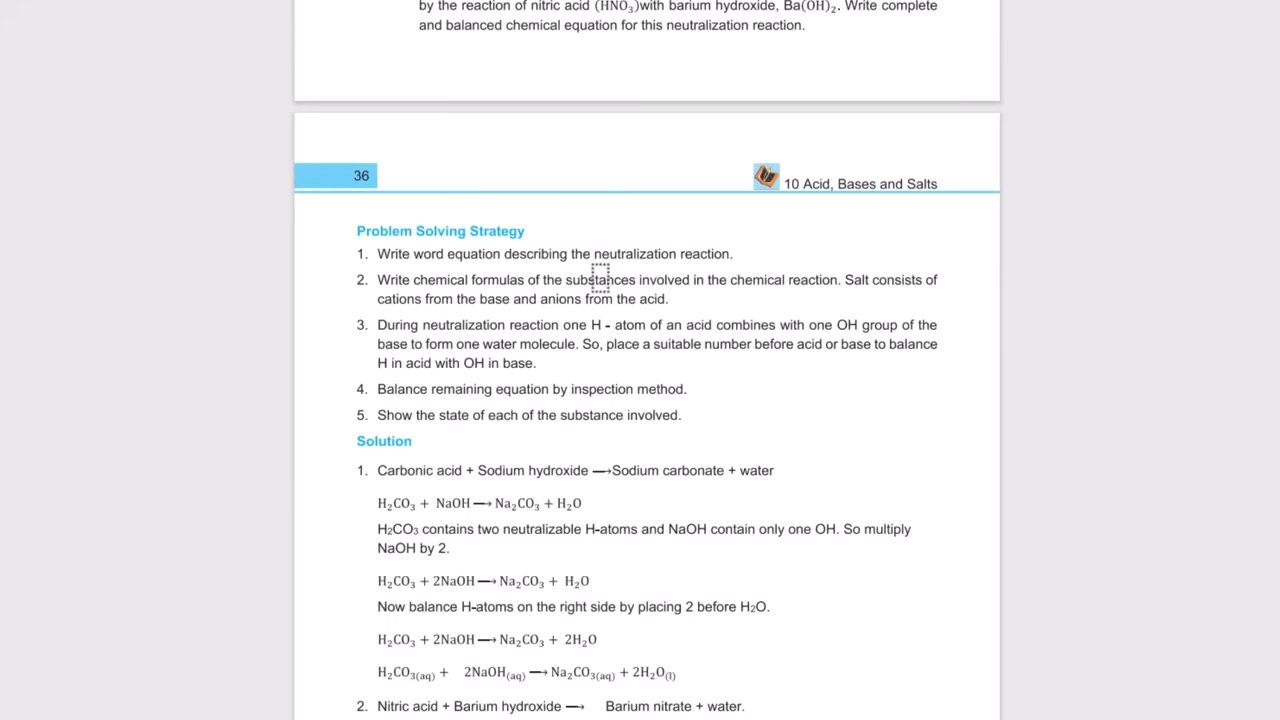 by the reaction of nitric acid (HNO₃)with barium hydroxide, Ba(OH)₂. Write complete
and balanced chemical equation for this neutralization reaction.
36
10 Acid, Bases and Salts
Problem Solving Strategy
1. Write word equation describing the neutralization reaction.
2. Write chemical formulas of the substances involved in the chemical reaction. Salt consists of
cations from the base and anions from the acid.
3. During neutralization reaction one H - atom of an acid combines with one OH group of the
base to form one water molecule. So, place a suitable number before acid or base to balance
H in acid with OH in base.
4. Balance remaining equation by inspection method.
5. Show the state of each of the substance involved.
Solution
1. Carbonic acid + Sodium hydroxide ⟶Sodium carbonate + water
H₂CO₃ + NaOH ⟶ Na₂CO₃ + H₂O
H₂CO₃ contains two neutralizable H-atoms and NaOH contain only one OH. So multiply
NaOH by 2.
H₂CO₃ + 2NaOH ⟶ Na₂CO₃ + H₂O
Now balance H-atoms on the right side by placing 2 before H₂O.
H₂CO₃ + 2NaOH ⟶ Na₂CO₃ + 2H₂O
H₂CO₃(aq) + 2NaOH(aq) ⟶ Na₂CO₃(aq) + 2H₂O(l)
2. Nitric acid + Barium hydroxide ⟶ Barium nitrate + water.